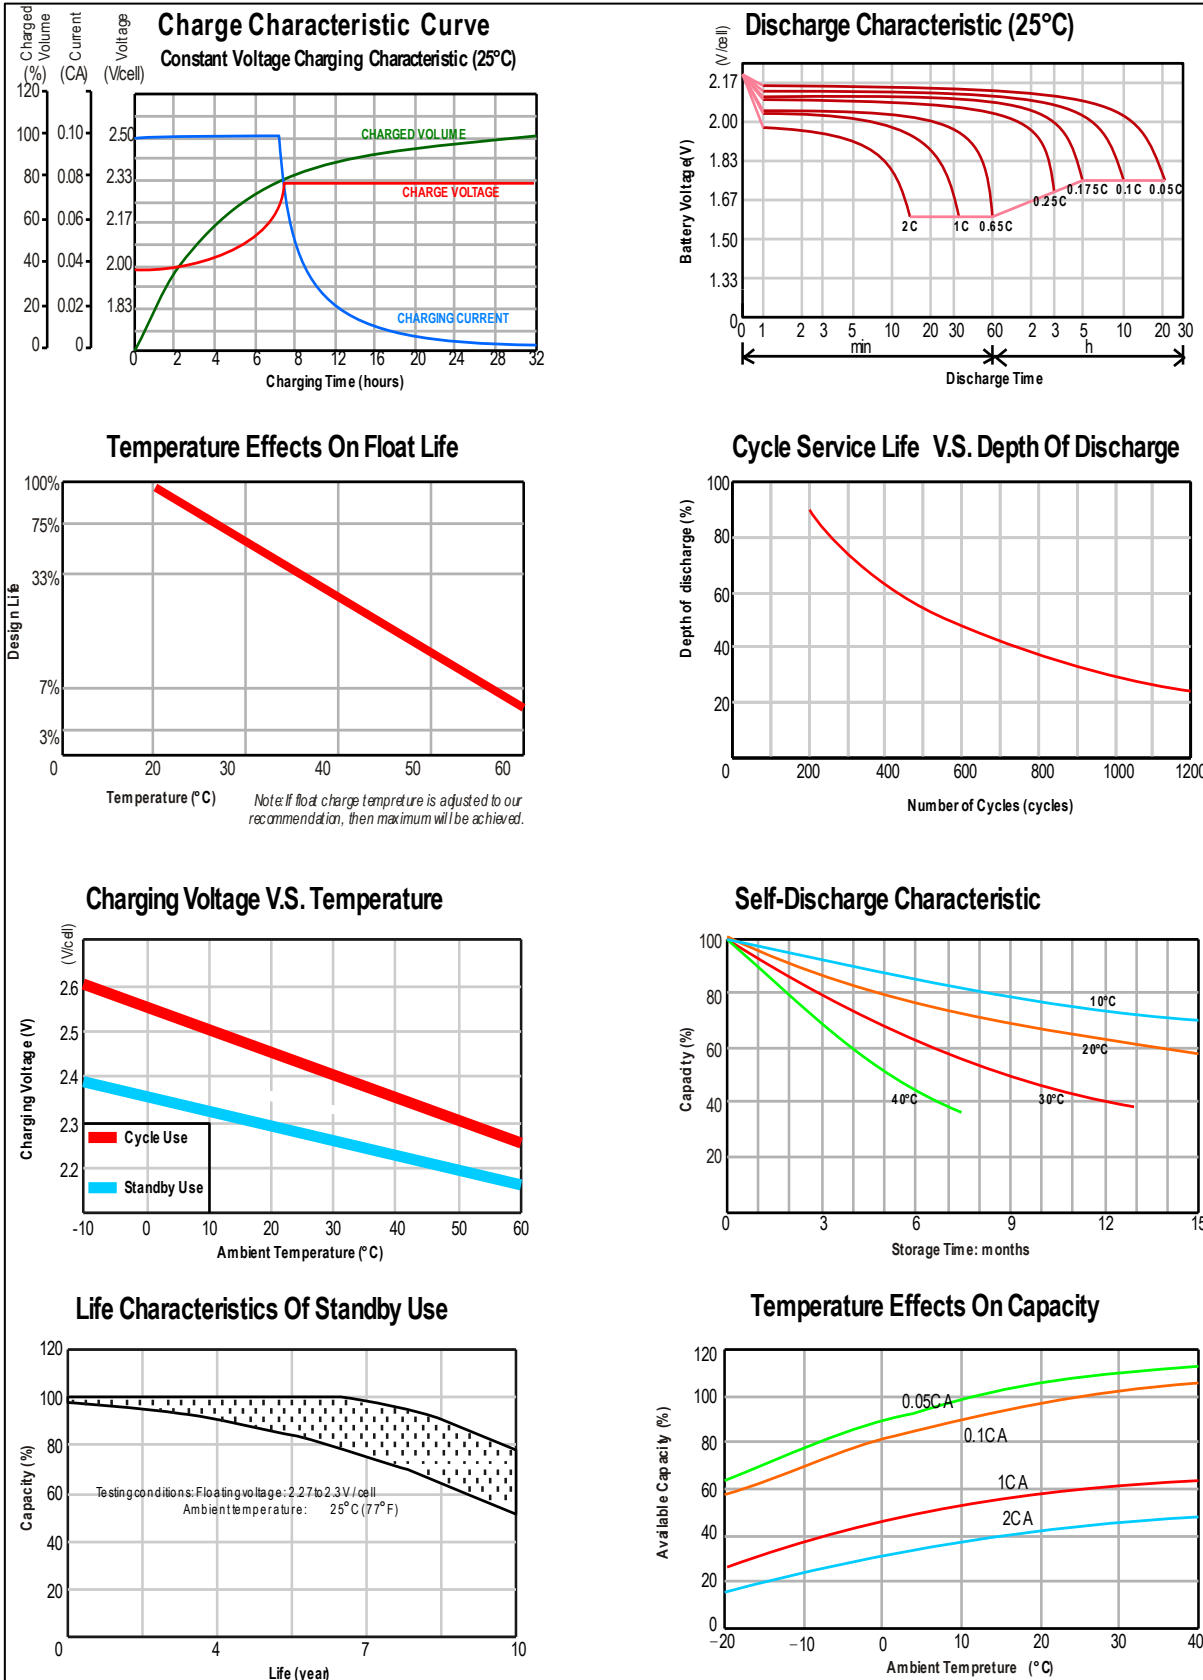 Charge Characteristic Curve
Constant Voltage Charging Characteristic (25°C)
Charged Volume (%)
Current (CA)
Voltage (V/cell)
120
100
80
60
40
20
0
0.10
0.08
0.06
0.04
0.02
0
2.50
2.33
2.17
2.00
1.83
CHARGED VOLUME
CHARGE VOLTAGE
CHARGING CURRENT
0 2 4 6 8 12 16 20 24 28 32
Charging Time (hours)
Discharge Characteristic (25°C)
(V/cell)
Battery Voltage(V)
2.17
2.00
1.83
1.67
1.50
1.33
0
2C 1C 0.65C 0.25C 0.175C 0.1C 0.05C
0 1 2 3 5 10 20 30 60 2 3 5 10 20 30
min h
Discharge Time
Temperature Effects On Float Life
Design Life
100%
75%
33%
7%
3%
0 20 30 40 50 60
Temperature (°C)
Note:If float charge tempreture is adjusted to our
recommendation, then maximum will be achieved.
Cycle Service Life V.S. Depth Of Discharge
Depth of discharge (%)
100
80
60
40
20
0 200 400 600 800 1000 1200
Number of Cycles (cycles)
Charging Voltage V.S. Temperature
(V/cell)
Charging Voltage (V)
2.6
2.5
2.4
2.3
2.2
Cycle Use
Standby Use
-10 0 10 20 30 40 50 60
Ambient Temperature (°C)
Self-Discharge Characteristic
Capacity (%)
100
80
60
40
20
10°C
20°C
30°C
40°C
0 3 6 9 12 15
Storage Time: months
Life Characteristics Of Standby Use
Capacity (%)
120
100
80
60
40
20
Testing conditions: Floating voltage: 2.27 to 2.3 V/cell
Ambient temperature: 25°C (77°F)
0 4 7 10
Life (year)
Temperature Effects On Capacity
Available Capacity (%)
120
100
80
60
40
20
0
0.05CA
0.1CA
1CA
2CA
-20 -10 0 10 20 30 40
Ambient Tempreture (°C)